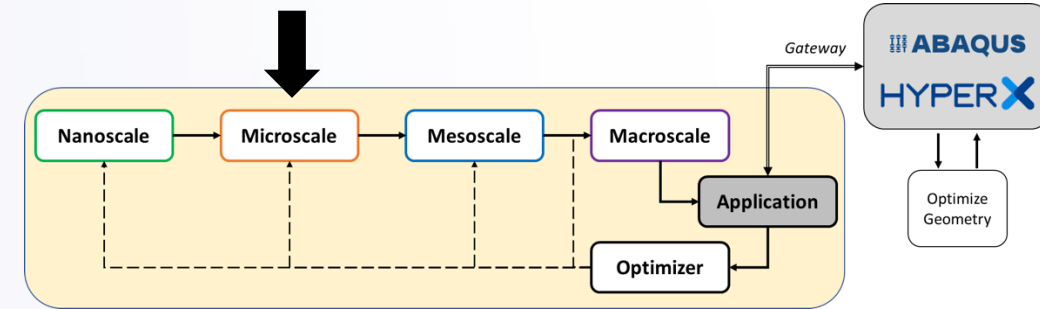 Gateway
ABAQUS
HYPERX
Nanoscale
Microscale
Mesoscale
Macroscale
Application
Optimizer
Optimize
Geometry